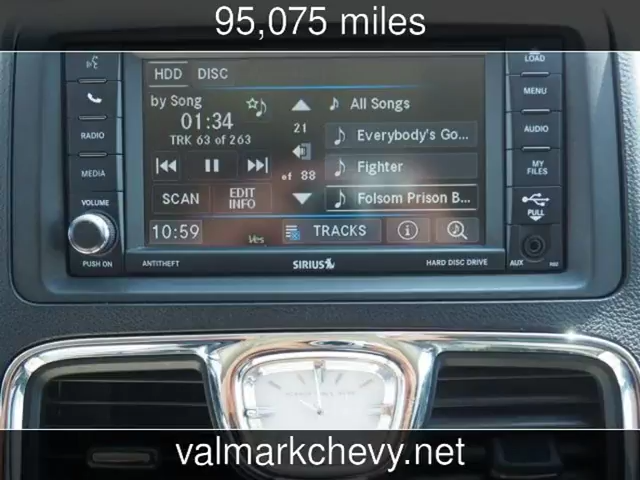 95,075 miles
LOAD
HDD DISC
MENU
by Song
All Songs
01:34
21
TRK 63 of 263
Everybody's Go...
AUDIO
RADIO
Fighter
MY FILES
MEDIA
of 88
SCAN
EDIT INFO
Folsom Prison B...
VOLUME
PULL
10:59
TRACKS
PUSH ON
ANTITHEFT
SIRIUS
HARD DISC DRIVE
AUX
valmarkchevy.net